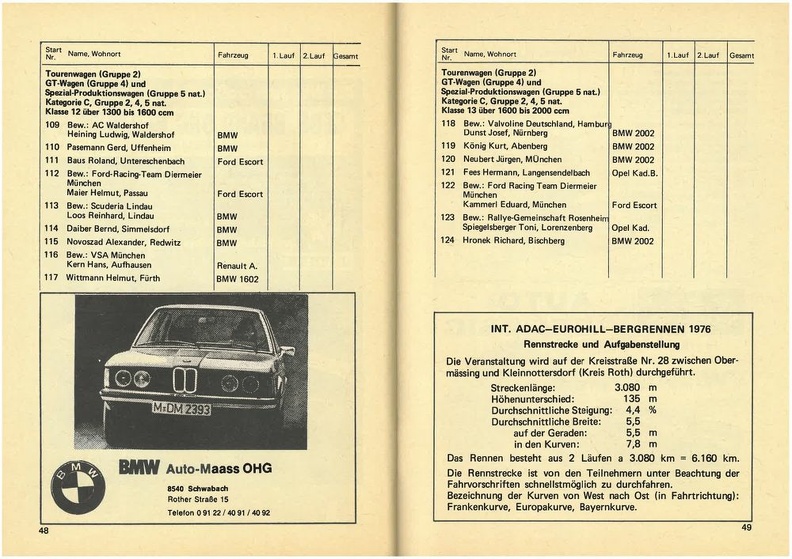 Start
Nr. Name, Wohnort Fahrzeug 1. Lauf 2. Lauf Gesamt
Tourenwagen (Gruppe 2)
GT-Wagen (Gruppe 4) und
Spezial-Produktionswagen (Gruppe 5 nat.)
Kategorie C, Gruppe 2, 4, 5 nat.
Klasse 12 über 1300 bis 1600 ccm
109 Bew.: AC Waldershof
Heining Ludwig, Waldershof BMW
110 Pasemann Gerd, Uffenheim BMW
111 Baus Roland, Untereschenbach Ford Escort
112 Bew.: Ford-Racing-Team Diermeier
München
Maier Helmut, Passau Ford Escort
113 Bew.: Scuderia Lindau
Loos Reinhard, Lindau BMW
114 Daiber Bernd, Simmelsdorf BMW
115 Novoszad Alexander, Redwitz BMW
116 Bew.: VSA München
Kern Hans, Aufhausen Renault A.
117 Wittmann Helmut, Fürth BMW 1602
M-DM 2393
BMW
BMW Auto-Maass OHG
8540 Schwabach
Rother Straße 15
Telefon 0 91 22 / 40 91 / 40 92
48
Start
Nr. Name, Wohnort Fahrzeug 1. Lauf 2. Lauf Gesamt
Tourenwagen (Gruppe 2)
GT-Wagen (Gruppe 4) und
Spezial-Produktionswagen (Gruppe 5 nat.)
Kategorie C, Gruppe 2, 4, 5 nat.
Klasse 13 über 1600 bis 2000 ccm
118 Bew.: Valvoline Deutschland, Hamburg
Dunst Josef, Nürnberg BMW 2002
119 König Kurt, Abenberg BMW 2002
120 Neubert Jürgen, MÜnchen BMW 2002
121 Fees Hermann, Langensendelbach Opel Kad.B.
122 Bew.: Ford Racing Team Diermeier
München
Kammerl Eduard, München Ford Escort
123 Bew.: Rallye-Gemeinschaft Rosenheim
Spiegelsberger Toni, Lorenzenberg Opel Kad.
124 Hronek Richard, Bischberg BMW 2002
INT. ADAC–EUROHILL–BERGRENNEN 1976
Rennstrecke und Aufgabenstellung
Die Veranstaltung wird auf der Kreisstraße Nr. 28 zwischen Ober-
mässing und Kleinnottersdorf (Kreis Roth) durchgeführt.
Streckenlänge: 3.080 m
Höhenunterschied: 135 m
Durchschnittliche Steigung: 4,4 %
Durchschnittliche Breite: 5,5
auf der Geraden: 5,5 m
in den Kurven: 7,8 m
Das Rennen besteht aus 2 Läufen a 3.080 km = 6.160 km.
Die Rennstrecke ist von den Teilnehmern unter Beachtung der
Fahrvorschriften schnellstmöglich zu durchfahren.
Bezeichnung der Kurven von West nach Ost (in Fahrtrichtung):
Frankenkurve, Europakurve, Bayernkurve.
49